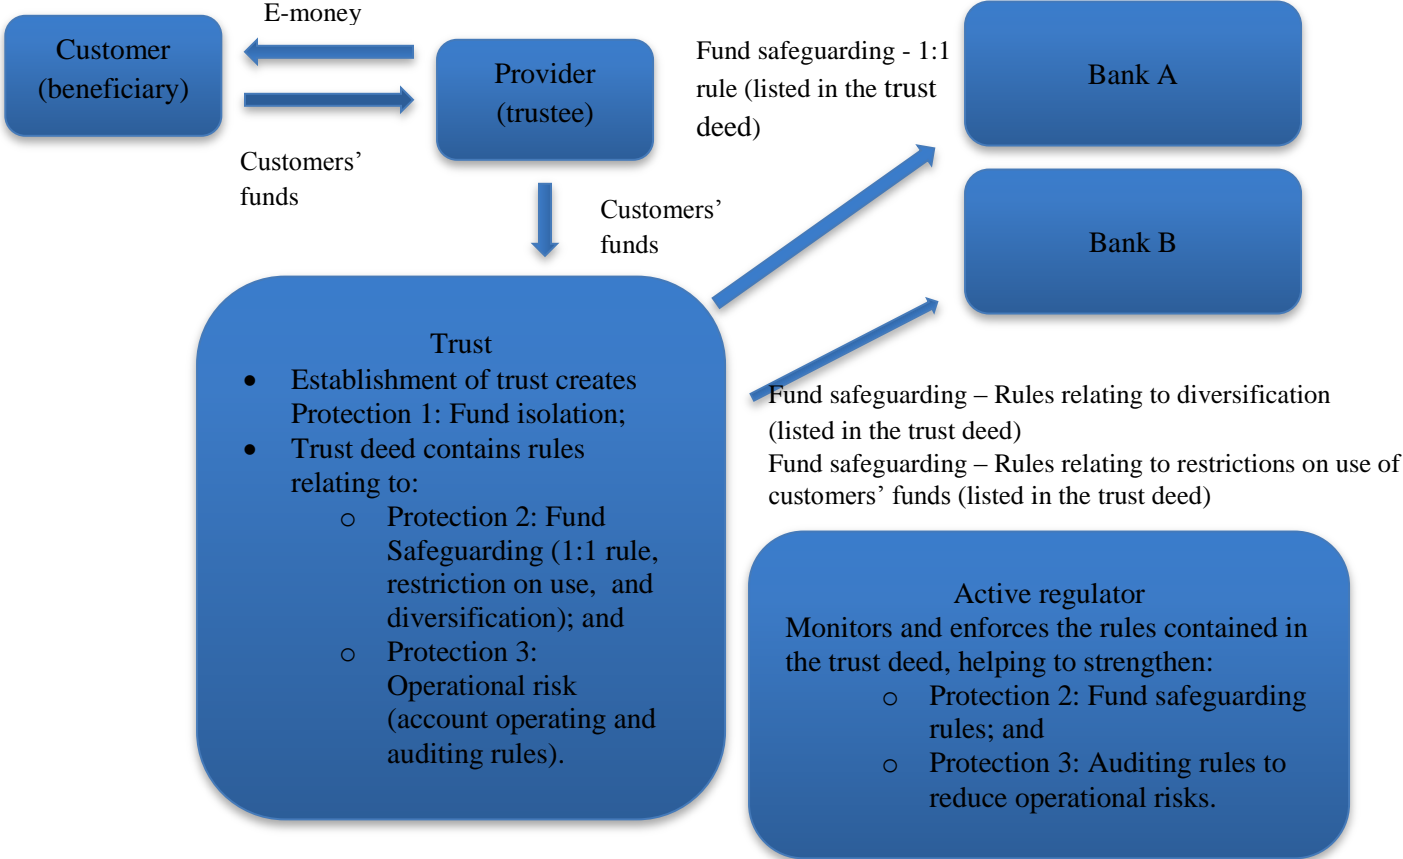 E-money
Customer
(beneficiary)
Provider
(trustee)
Customers’
funds
Customers’
funds
Fund safeguarding - 1:1
rule (listed in the trust
deed)
Bank A
Bank B
Trust
• Establishment of trust creates
Protection 1: Fund isolation;
• Trust deed contains rules
relating to:
o Protection 2: Fund
Safeguarding (1:1 rule,
restriction on use, and
diversification); and
o Protection 3:
Operational risk
(account operating and
auditing rules).
Fund safeguarding – Rules relating to diversification
(listed in the trust deed)
Fund safeguarding – Rules relating to restrictions on use of
customers’ funds (listed in the trust deed)
Active regulator
Monitors and enforces the rules contained in
the trust deed, helping to strengthen:
o Protection 2: Fund safeguarding
rules; and
o Protection 3: Auditing rules to
reduce operational risks.